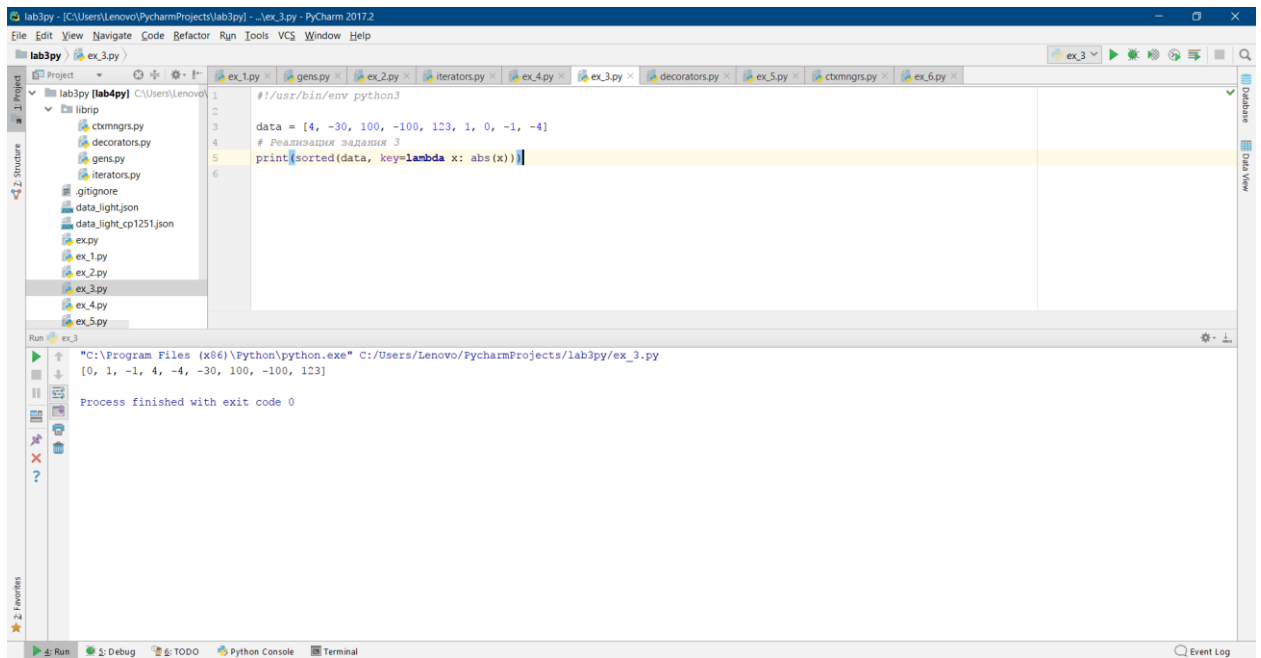 lab3py - [C:\Users\Lenovo\PycharmProjects\lab3py] - ...\ex_3.py - PyCharm 2017.2
File Edit View Navigate Code Refactor Run Tools VCS Window Help
lab3py ex_3.py ex_3
Project ex_1.py gens.py ex_2.py iterators.py ex_4.py ex_3.py decorators.py ex_5.py ctxmngrs.py ex_6.py
1: Project
Z: Structure
2: Favorites
Database
Data View
lab3py [lab4py] C:\Users\Lenovo\
librip
ctxmngrs.py
decorators.py
gens.py
iterators.py
.gitignore
data_light.json
data_light_cp1251.json
ex.py
ex_1.py
ex_2.py
ex_3.py
ex_4.py
ex_5.py
1 #!/usr/bin/env python3
2
3 data = [4, -30, 100, -100, 123, 1, 0, -1, -4]
4 # Реализация задания 3
5 print(sorted(data, key=lambda x: abs(x)))
6
Run ex_3
"C:\Program Files (x86)\Python\python.exe" C:/Users/Lenovo/PycharmProjects/lab3py/ex_3.py
[0, 1, -1, 4, -4, -30, 100, -100, 123]
Process finished with exit code 0
4: Run 5: Debug 6: TODO Python Console Terminal Event Log